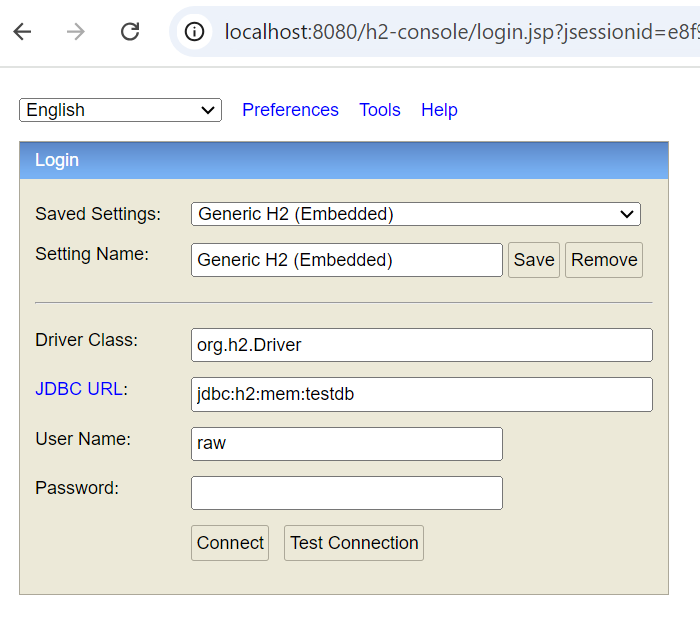 localhost:8080/h2-console/login.jsp?jsessionid=e8f9
English Preferences Tools Help
Login
Saved Settings: Generic H2 (Embedded)
Setting Name: Generic H2 (Embedded) Save Remove
Driver Class: org.h2.Driver
JDBC URL: jdbc:h2:mem:testdb
User Name: raw
Password:
Connect Test Connection